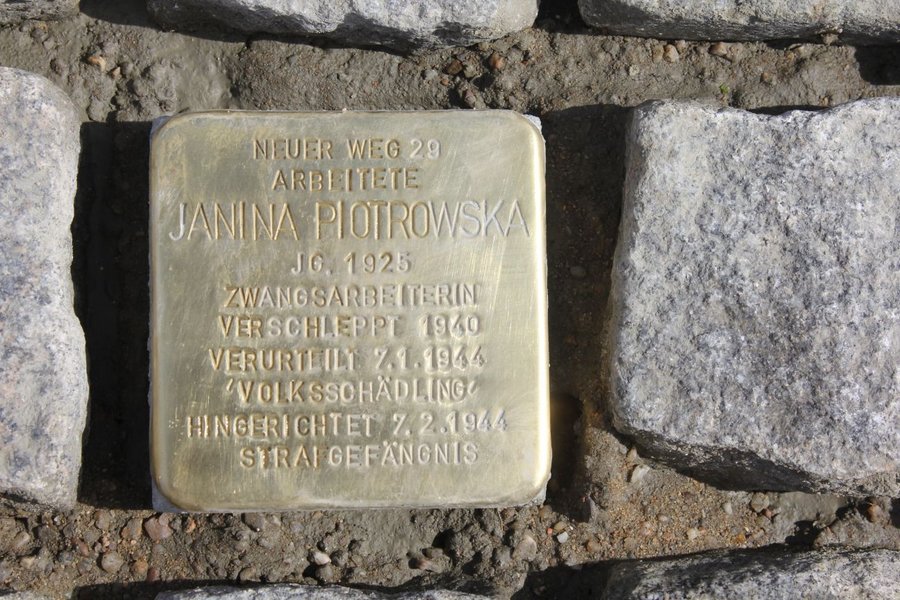 NEUER WEG 29
ARBEITETE
JANINA PIOTROWSKA
JG. 1925
ZWANGSARBEITERIN
VERSCHLEPPT 1940
VERURTEILT 7.1.1944
'VOLKSSCHÄDLING'
HINGERICHTET 7.2.1944
STRAFGEFÄNGNIS